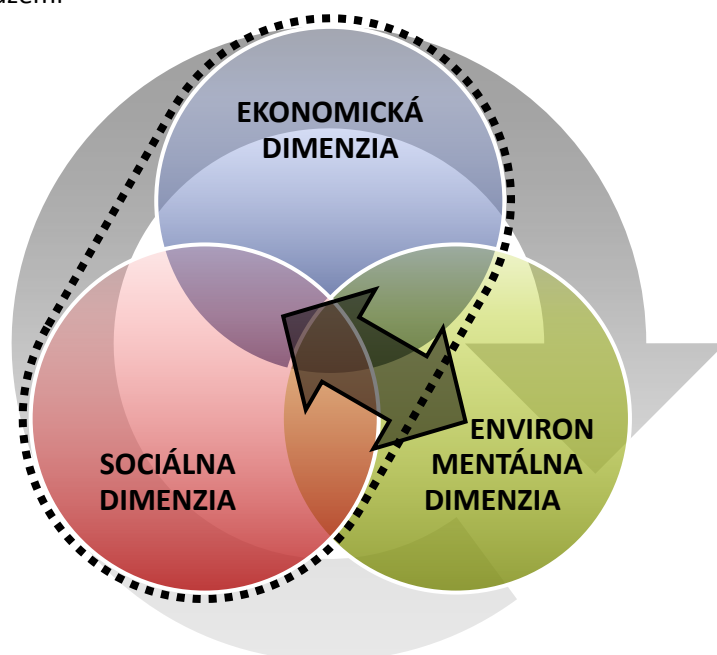 EKONOMICKÁ
DIMENZIA
SOCIÁLNA
DIMENZIA
ENVIRON
MENTÁLNA
DIMENZIA